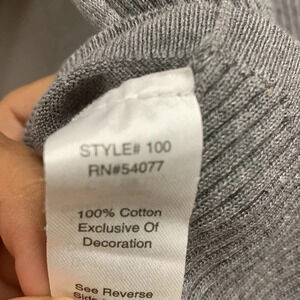 STYLE# 100
RN#54077
100% Cotton
Exclusive Of
Decoration
See Reverse
Side